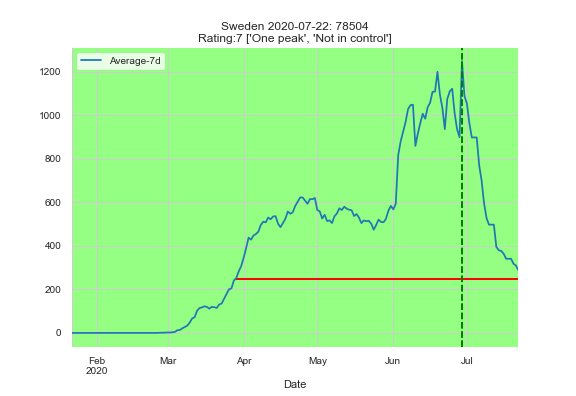 Sweden 2020-07-22: 78504
Rating:7 ['One peak', 'Not in control']
Average-7d
1200
1000
800
600
400
200
0
Feb Mar Apr May Jun Jul
2020
Date